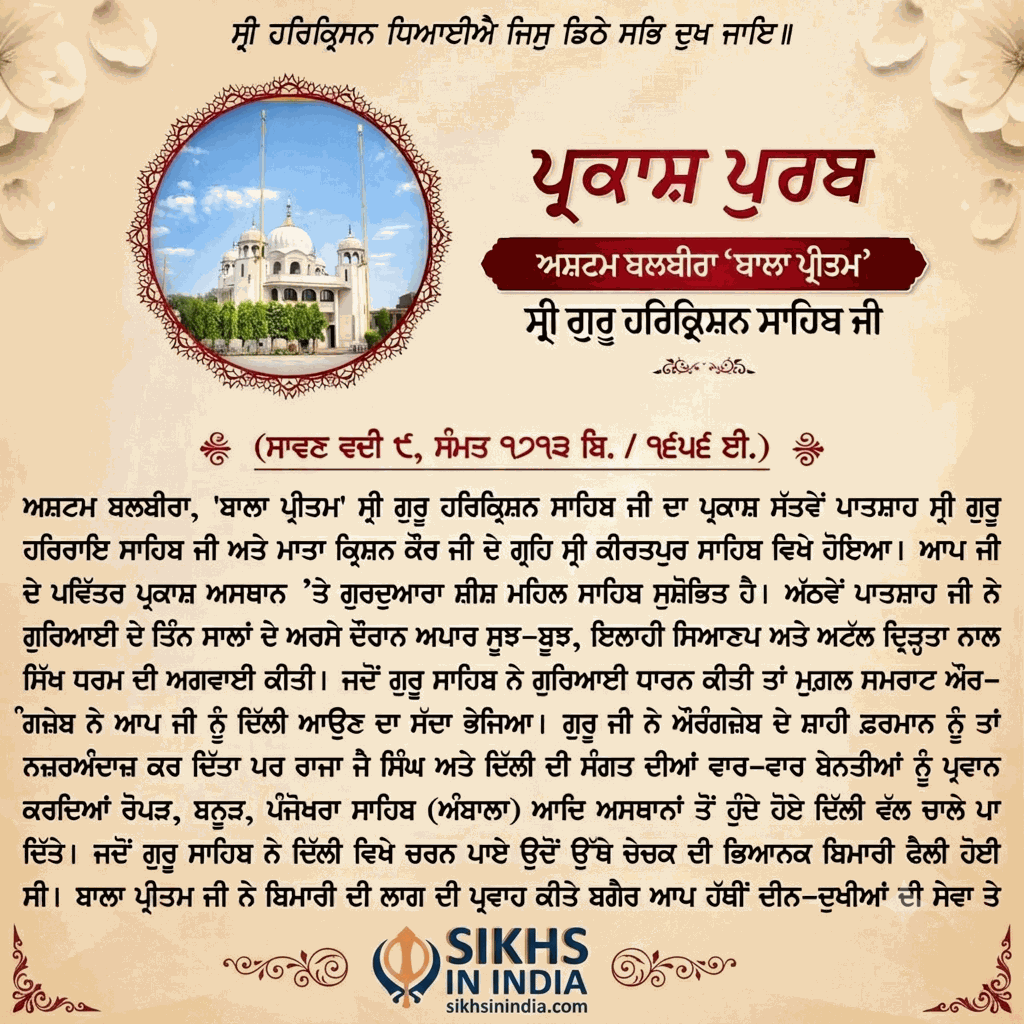 ਸ੍ਰੀ ਹਰਿਕ੍ਰਿਸਨ ਧਿਆਈਐ ਜਿਸੁ ਡਿਠੇ ਸਭਿ ਦੁਖ ਜਾਇ॥
ਪ੍ਰਕਾਸ਼ ਪੁਰਬ
ਅਸ਼ਟਮ ਬਲਬੀਰਾ ‘ਬਾਲਾ ਪ੍ਰੀਤਮ’
ਸ੍ਰੀ ਗੁਰੂ ਹਰਿਕ੍ਰਿਸ਼ਨ ਸਾਹਿਬ ਜੀ
(ਸਾਵਣ ਵਦੀ ੯, ਸੰਮਤ ੧੭੧੩ ਬਿ. / ੧੬੫੬ ਈ.)
ਅਸ਼ਟਮ ਬਲਬੀਰਾ, 'ਬਾਲਾ ਪ੍ਰੀਤਮ' ਸ੍ਰੀ ਗੁਰੂ ਹਰਿਕ੍ਰਿਸ਼ਨ ਸਾਹਿਬ ਜੀ ਦਾ ਪ੍ਰਕਾਸ਼ ਸੱਤਵੇਂ ਪਾਤਸ਼ਾਹ ਸ੍ਰੀ ਗੁਰੂ
ਹਰਿਰਾਇ ਸਾਹਿਬ ਜੀ ਅਤੇ ਮਾਤਾ ਕ੍ਰਿਸ਼ਨ ਕੌਰ ਜੀ ਦੇ ਗ੍ਰਹਿ ਸ੍ਰੀ ਕੀਰਤਪੁਰ ਸਾਹਿਬ ਵਿਖੇ ਹੋਇਆ। ਆਪ ਜੀ
ਦੇ ਪਵਿੱਤਰ ਪ੍ਰਕਾਸ਼ ਅਸਥਾਨ ’ਤੇ ਗੁਰਦੁਆਰਾ ਸ਼ੀਸ਼ ਮਹਿਲ ਸਾਹਿਬ ਸੁਸ਼ੋਭਿਤ ਹੈ। ਅੱਠਵੇਂ ਪਾਤਸ਼ਾਹ ਜੀ ਨੇ
ਗੁਰਿਆਈ ਦੇ ਤਿੰਨ ਸਾਲਾਂ ਦੇ ਅਰਸੇ ਦੌਰਾਨ ਅਪਾਰ ਸੂਝ-ਬੂਝ, ਇਲਾਹੀ ਸਿਆਣਪ ਅਤੇ ਅਟੱਲ ਦ੍ਰਿੜ੍ਹਤਾ ਨਾਲ
ਸਿੱਖ ਧਰਮ ਦੀ ਅਗਵਾਈ ਕੀਤੀ। ਜਦੋਂ ਗੁਰੂ ਸਾਹਿਬ ਨੇ ਗੁਰਿਆਈ ਧਾਰਨ ਕੀਤੀ ਤਾਂ ਮੁਗ਼ਲ ਸਮਰਾਟ ਔਰ-
ੰਗਜ਼ੇਬ ਨੇ ਆਪ ਜੀ ਨੂੰ ਦਿੱਲੀ ਆਉਣ ਦਾ ਸੱਦਾ ਭੇਜਿਆ। ਗੁਰੂ ਜੀ ਨੇ ਔਰੰਗਜ਼ੇਬ ਦੇ ਸ਼ਾਹੀ ਫ਼ਰਮਾਨ ਨੂੰ ਤਾਂ
ਨਜ਼ਰਅੰਦਾਜ਼ ਕਰ ਦਿੱਤਾ ਪਰ ਰਾਜਾ ਜੈ ਸਿੰਘ ਅਤੇ ਦਿੱਲੀ ਦੀ ਸੰਗਤ ਦੀਆਂ ਵਾਰ-ਵਾਰ ਬੇਨਤੀਆਂ ਨੂੰ ਪ੍ਰਵਾਨ
ਕਰਦਿਆਂ ਰੋਪੜ, ਬਨੂੜ, ਪੰਜੋਖਰਾ ਸਾਹਿਬ (ਅੰਬਾਲਾ) ਆਦਿ ਅਸਥਾਨਾਂ ਤੋਂ ਹੁੰਦੇ ਹੋਏ ਦਿੱਲੀ ਵੱਲ ਚਾਲੇ ਪਾ
ਦਿੱਤੇ। ਜਦੋਂ ਗੁਰੂ ਸਾਹਿਬ ਨੇ ਦਿੱਲੀ ਵਿਖੇ ਚਰਨ ਪਾਏ ਉਦੋਂ ਉੱਥੇ ਚੇਚਕ ਦੀ ਭਿਆਨਕ ਬਿਮਾਰੀ ਫੈਲੀ ਹੋਈ
ਸੀ। ਬਾਲਾ ਪ੍ਰੀਤਮ ਜੀ ਨੇ ਬਿਮਾਰੀ ਦੀ ਲਾਗ ਦੀ ਪ੍ਰਵਾਹ ਕੀਤੇ ਬਗੈਰ ਆਪ ਹੱਥੀਂ ਦੀਨ-ਦੁਖੀਆਂ ਦੀ ਸੇਵਾ ਤੇ
SIKHS
IN INDIA
sikhsinindia.com